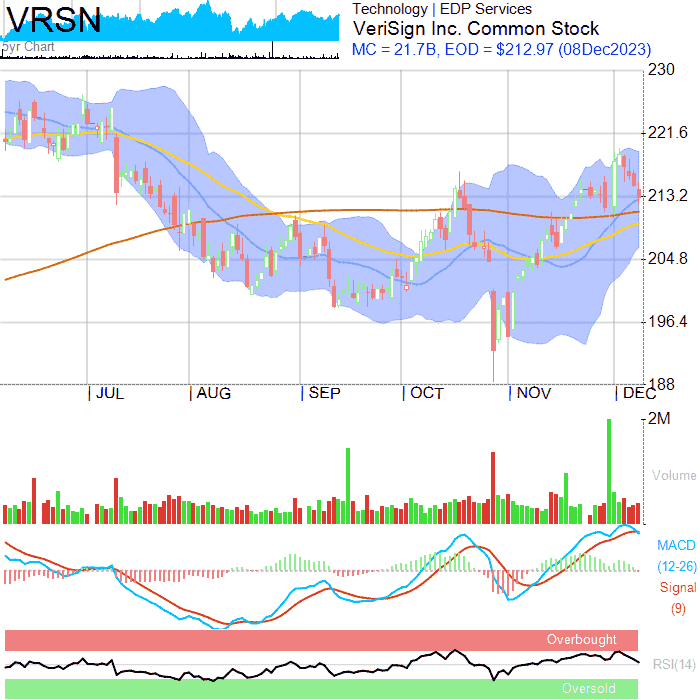 VRSN
5yr Chart
Technology | EDP Services
VeriSign Inc. Common Stock
MC = 21.7B, EOD = $212.97 (08Dec2023)
230
221.6
213.2
204.8
196.4
188
JUL AUG SEP OCT NOV DEC
2M
Volume
MACD
(12-26)
Signal
(9)
Overbought
RSI(14)
Oversold